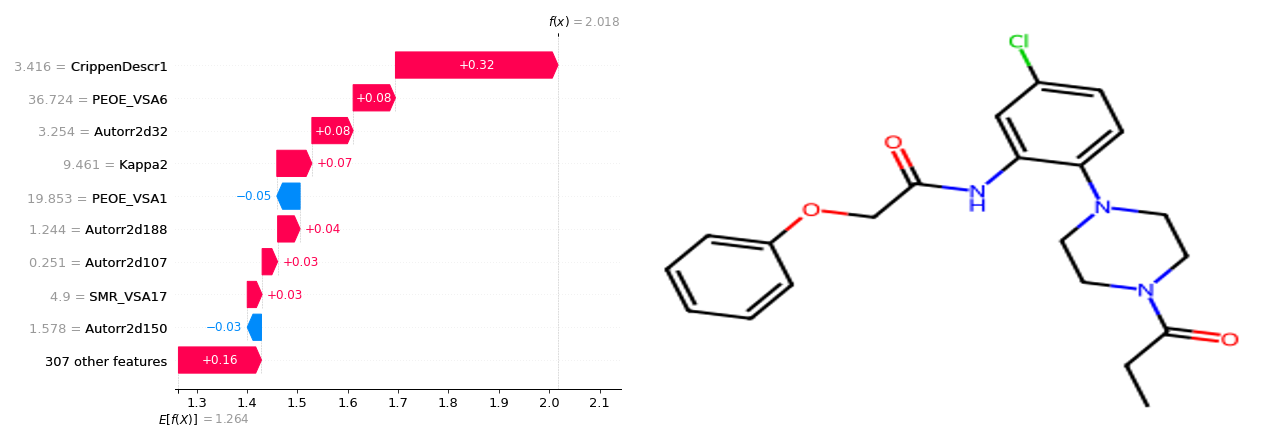 f(x) = 2.018
3.416 = CrippenDescr1
+0.32
36.724 = PEOE_VSA6
+0.08
3.254 = Autorr2d32
+0.08
9.461 = Kappa2
+0.07
19.853 = PEOE_VSA1
−0.05
1.244 = Autorr2d188
+0.04
0.251 = Autorr2d107
+0.03
4.9 = SMR_VSA17
+0.03
1.578 = Autorr2d150
−0.03
307 other features
+0.16
1.3 1.4 1.5 1.6 1.7 1.8 1.9 2.0 2.1
E[f(X)] = 1.264
Cl
O
N
H
O
N
N
O